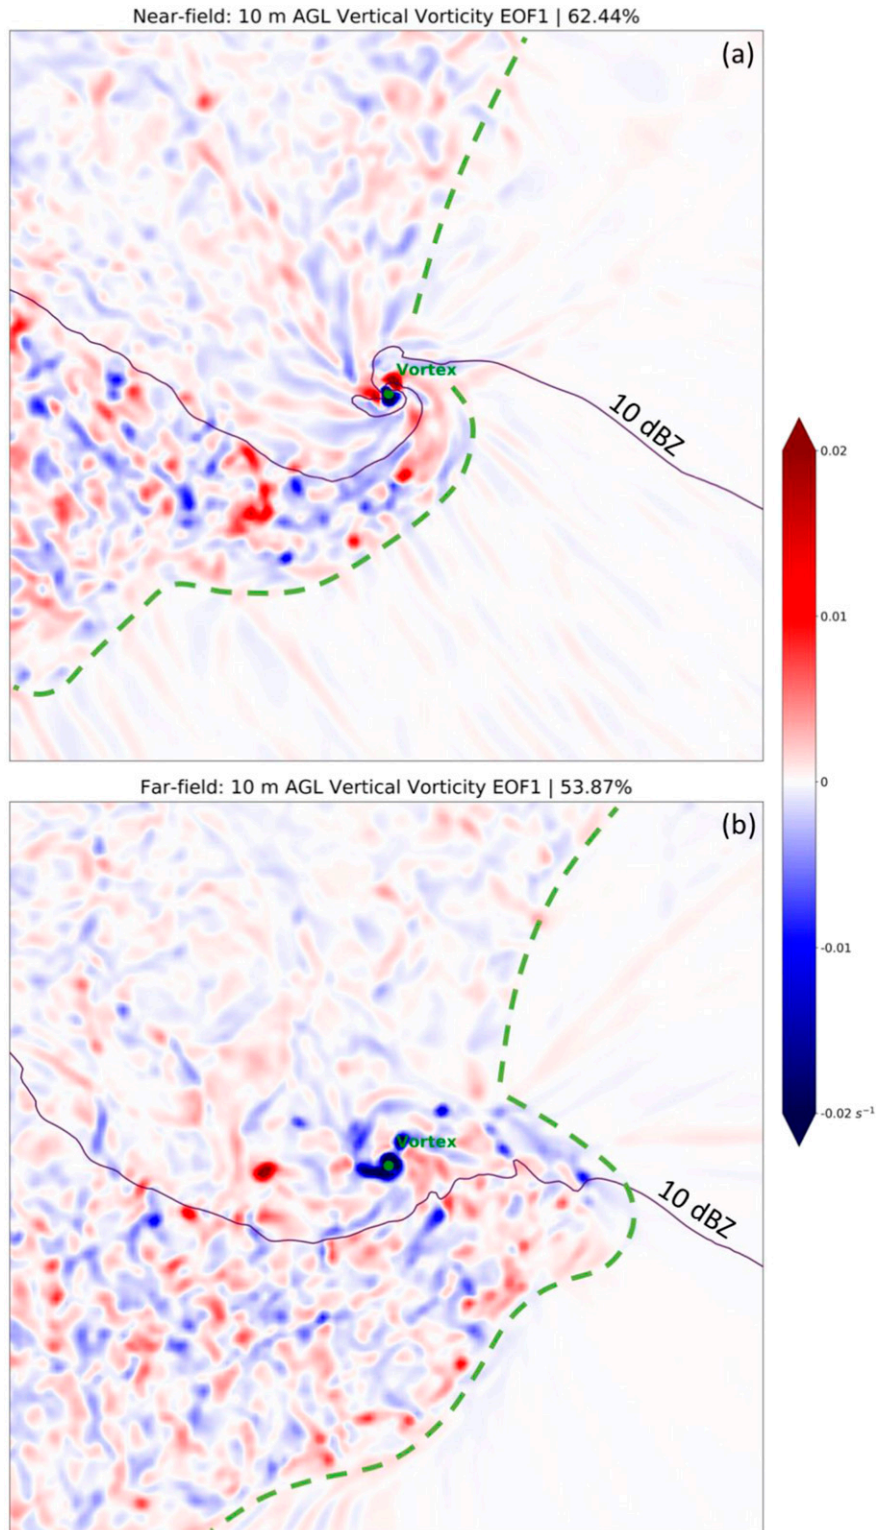 Near-field: 10 m AGL Vertical Vorticity EOF1 | 62.44%
(a)
Vortex
10 dBZ
0.02
0.01
0
-0.01
-0.02 s⁻¹
Far-field: 10 m AGL Vertical Vorticity EOF1 | 53.87%
(b)
Vortex
10 dBZ